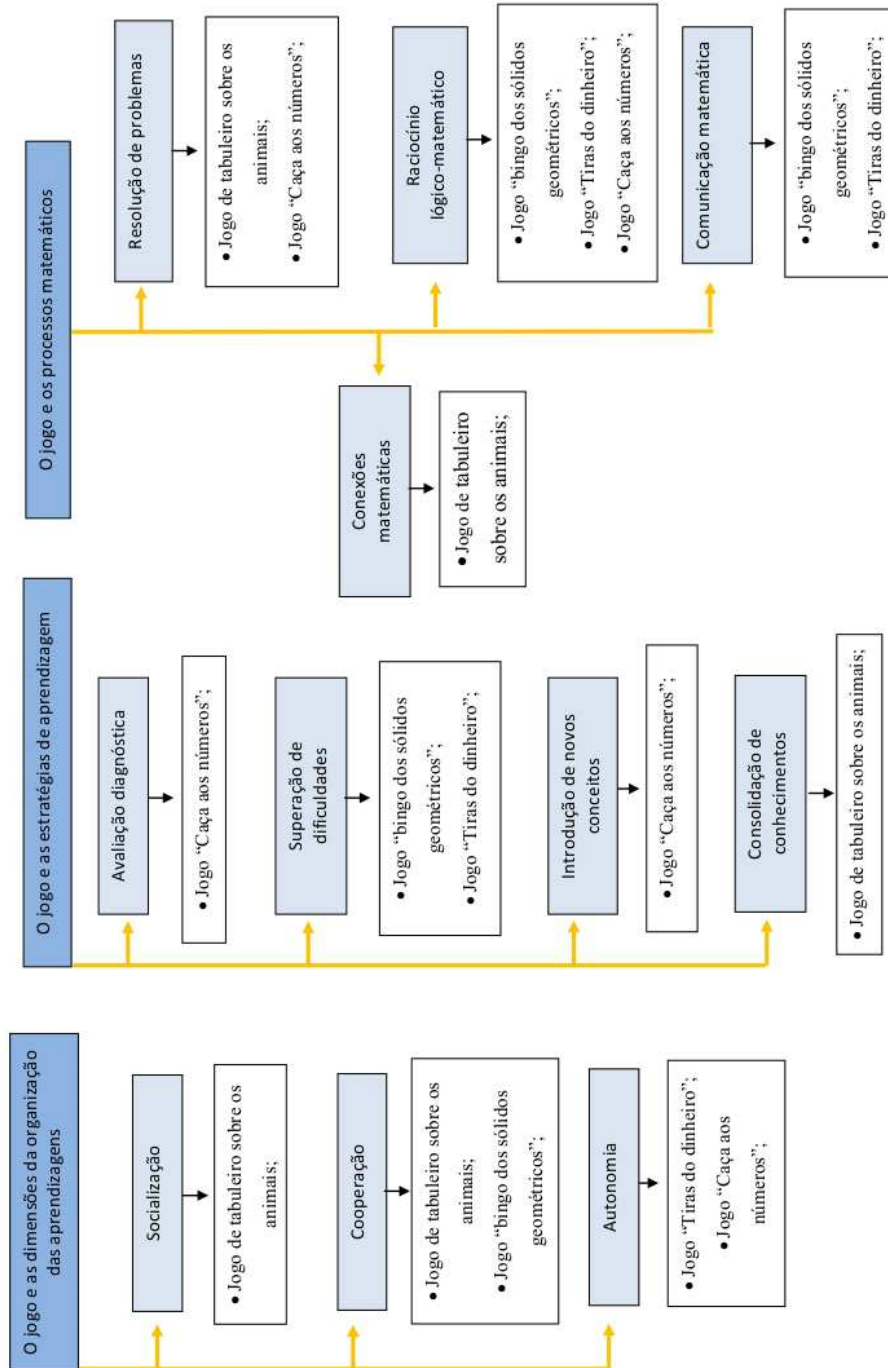 O jogo e as dimensões da organização
das aprendizagens
Socialização
• Jogo de tabuleiro sobre os
animais;
Cooperação
• Jogo de tabuleiro sobre os
animais;
• Jogo “bingo dos sólidos
geométricos”;
Autonomia
• Jogo “Tiras do dinheiro”;
• Jogo “Caça aos
números”;
O jogo e as estratégias de aprendizagem
Avaliação diagnóstica
• Jogo “Caça aos números”;
Superação de
dificuldades
• Jogo “bingo dos sólidos
geométricos”;
• Jogo “Tiras do dinheiro”;
Introdução de novos
conceitos
• Jogo “Caça aos números”;
Consolidação de
conhecimentos
• Jogo de tabuleiro sobre os animais;
O jogo e os processos matemáticos
Resolução de problemas
• Jogo de tabuleiro sobre os
animais;
• Jogo “Caça aos números”;
Conexões
matemáticas
• Jogo de tabuleiro
sobre os animais;
Raciocínio
lógico-matemático
• Jogo “bingo dos sólidos
geométricos”;
• Jogo “Tiras do dinheiro”;
• Jogo “Caça aos números”;
Comunicação matemática
• Jogo “bingo dos sólidos
geométricos”;
• Jogo “Tiras do dinheiro”;